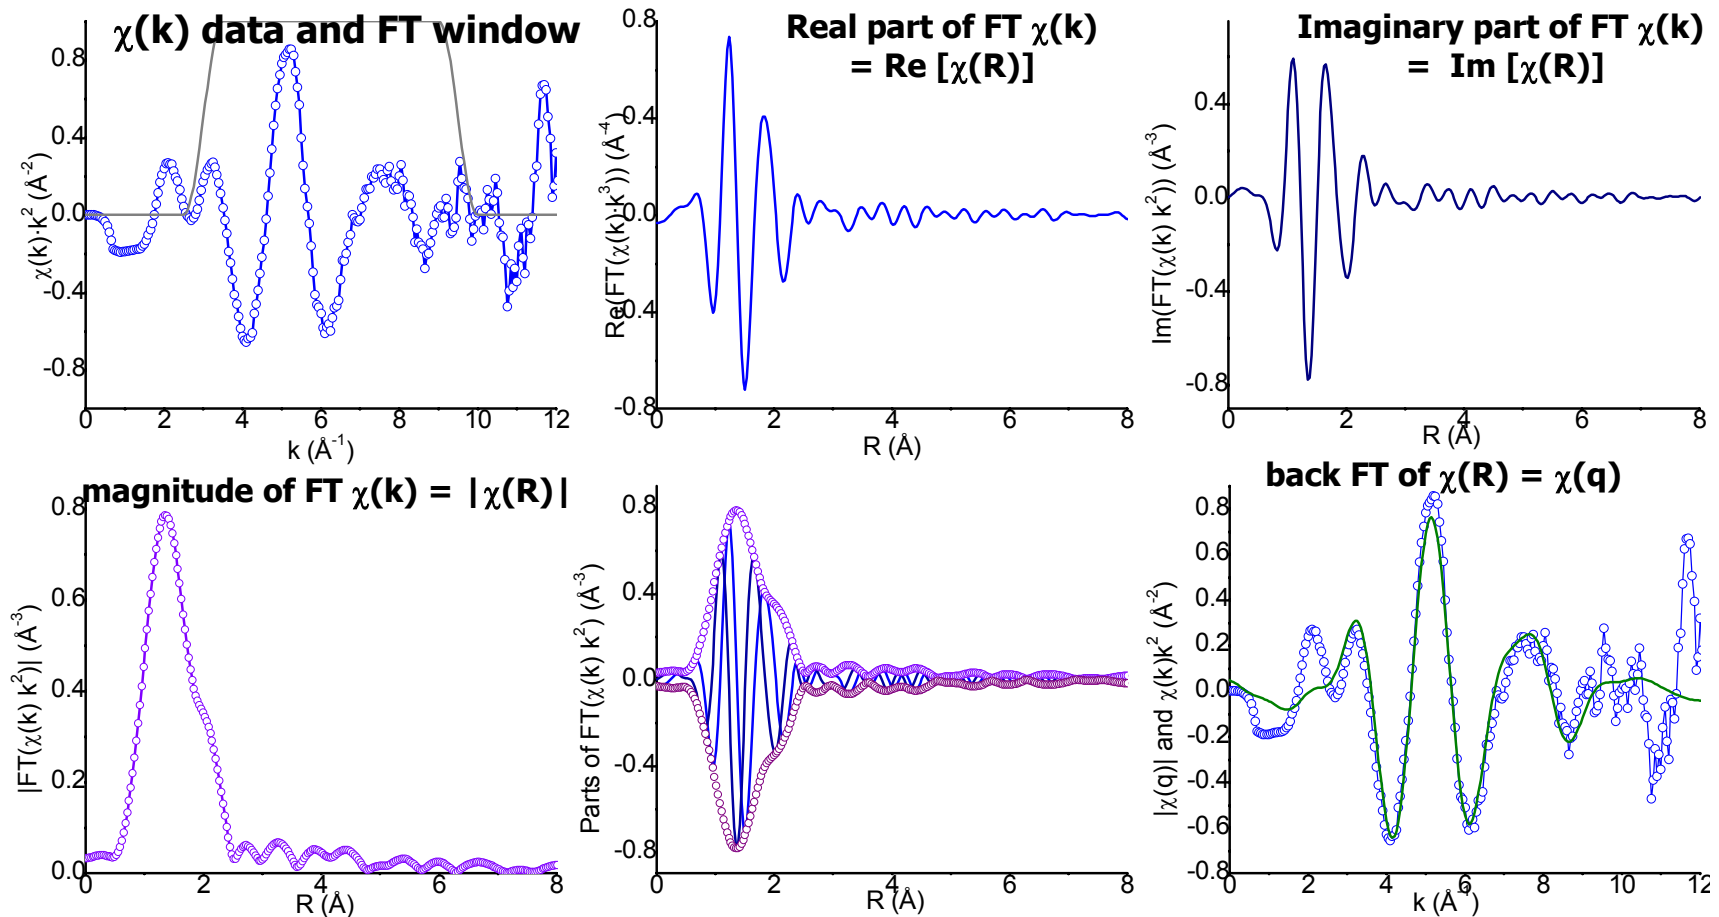 χ(k) data and FT window
0.8
0.4
0.0
-0.4
-0.8
χ(k)·k² (Å⁻²)
0 2 4 6 8 10 12
k (Å⁻¹)
Real part of FT χ(k)
= Re [χ(R)]
0.8
0.4
0.0
-0.4
-0.8
Re(FT(χ(k)·k³)) (Å⁻⁴)
0 2 4 6 8
R (Å)
Imaginary part of FT χ(k)
= Im [χ(R)]
0.4
0.0
-0.4
-0.8
Im(FT(χ(k) k²)) (Å⁻³)
0 2 4 6 8
R (Å)
magnitude of FT χ(k) = |χ(R)|
0.8
0.6
0.4
0.2
0.0
|FT(χ(k) k²)| (Å⁻³)
0 2 4 6 8
R (Å)
0.8
0.4
0.0
-0.4
-0.8
Parts of FT(χ(k) k²) (Å⁻³)
0 2 4 6 8
R (Å)
back FT of χ(R) = χ(q)
0.8
0.6
0.4
0.2
0.0
-0.2
-0.4
-0.6
-0.8
|χ(q)| and χ(k)k² (Å⁻²)
0 2 4 6 8 10 12
k (Å⁻¹)